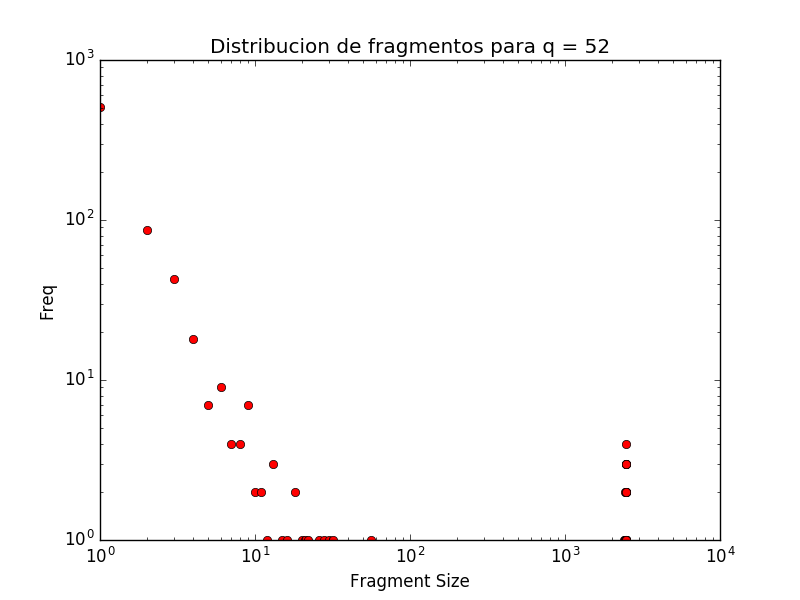 Distribucion de fragmentos para q = 52
10³
10²
10¹
10⁰
Freq
10⁰ 10¹ 10² 10³ 10⁴
Fragment Size